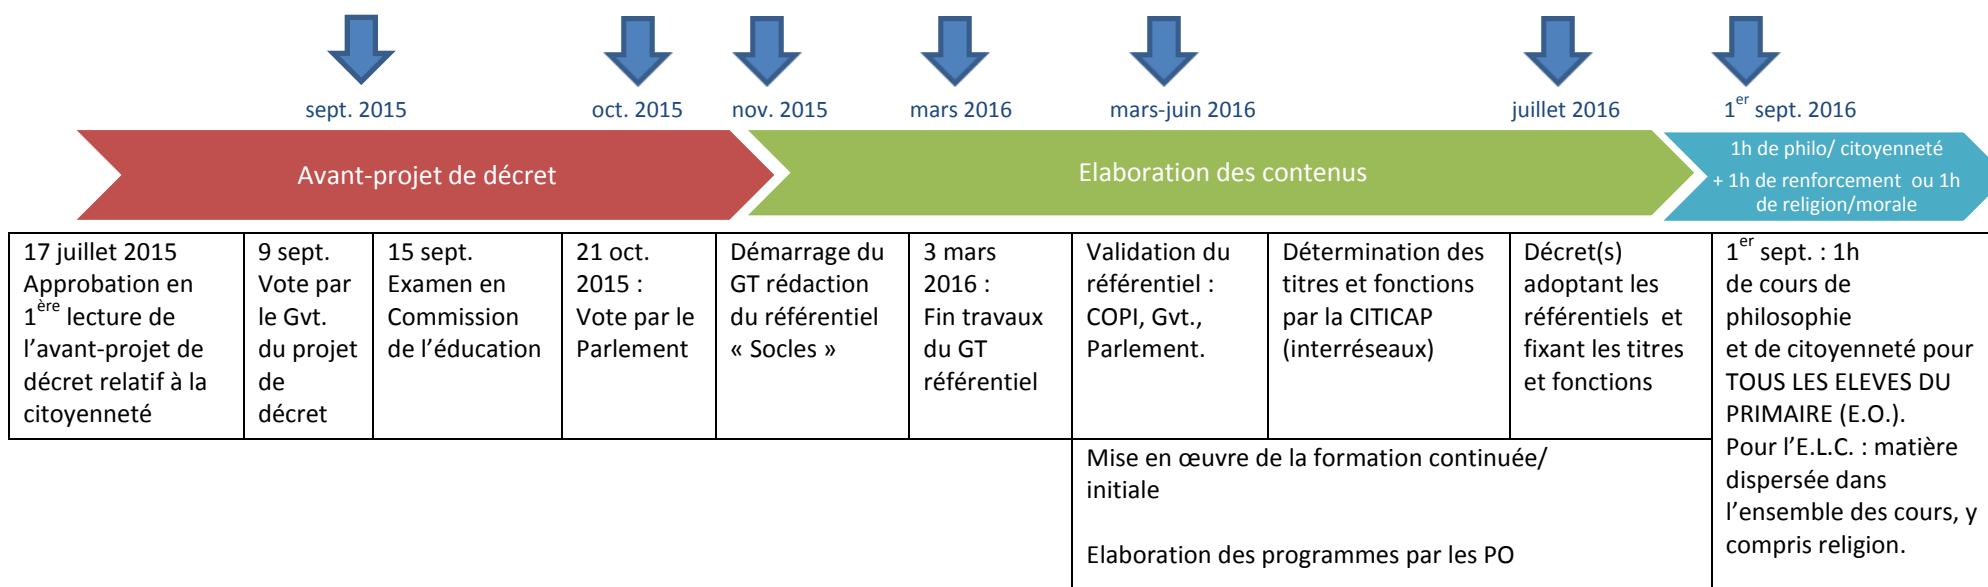 sept. 2015
oct. 2015
nov. 2015
mars 2016
mars-juin 2016
juillet 2016
1er sept. 2016
Avant-projet de décret
Elaboration des contenus
1h de philo/ citoyenneté
+ 1h de renforcement ou 1h
de religion/morale
17 juillet 2015
Approbation en
1ère lecture de
l'avant-projet de
décret relatif à la
citoyenneté
9 sept.
Vote par
le Gvt.
du projet
de
décret
15 sept.
Examen en
Commission
de l'éducation
21 oct.
2015 :
Vote par le
Parlement
Démarrage du
GT rédaction
du référentiel
« Socles »
3 mars
2016 :
Fin travaux
du GT
référentiel
Validation du
référentiel :
COPI, Gvt.,
Parlement.
Détermination des
titres et fonctions
par la CITICAP
(interréseaux)
Décret(s)
adoptant les
référentiels et
fixant les titres
et fonctions
1er sept. : 1h
de cours de
philosophie
et de citoyenneté pour
TOUS LES ELEVES DU
PRIMAIRE (E.O.).
Pour l'E.L.C. : matière
dispersée dans
l'ensemble des cours, y
compris religion.
Mise en œuvre de la formation continuée/
initiale
Elaboration des programmes par les PO